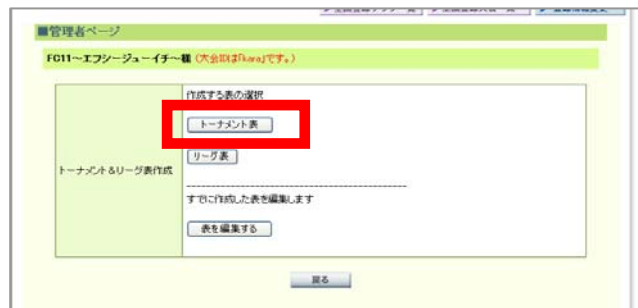 ■管理者ページ
FC11～エフシージューイチ～様 (大会IDは「kara」です。)
作成する表の選択
トーナメント表
リーグ表
トーナメント&リーグ表作成
すでに作成した表を編集します
表を編集する
戻る